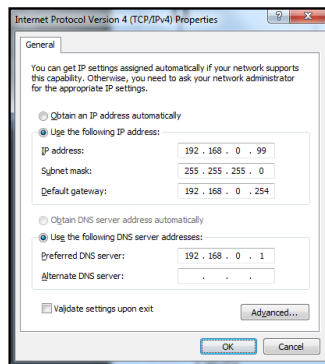 Internet Protocol Version 4 (TCP/IPv4) Properties
General
You can get IP settings assigned automatically if your network supports
this capability. Otherwise, you need to ask your network administrator
for the appropriate IP settings.
Obtain an IP address automatically
Use the following IP address:
IP address: 192 . 168 . 0 . 99
Subnet mask: 255 . 255 . 255 . 0
Default gateway: 192 . 168 . 0 . 254
Obtain DNS server address automatically
Use the following DNS server addresses:
Preferred DNS server: 192 . 168 . 0 . 1
Alternate DNS server: . . .
Validate settings upon exit
Advanced...
OK Cancel